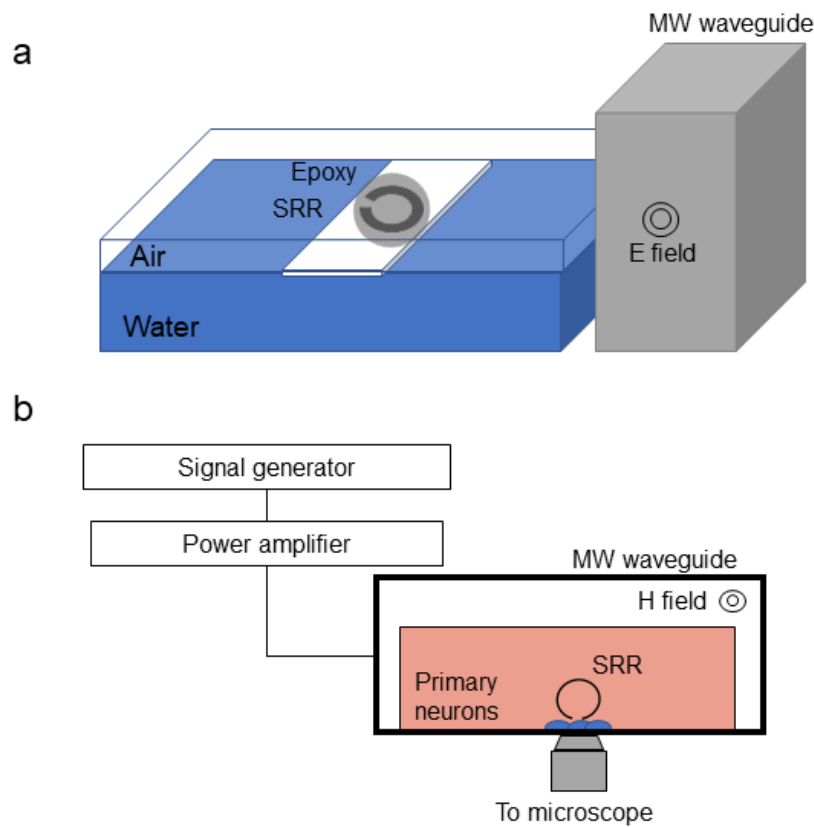 a
MW waveguide
Epoxy
SRR
E field
Air
Water
b
Signal generator
Power amplifier
MW waveguide
H field
SRR
Primary
neurons
To microscope